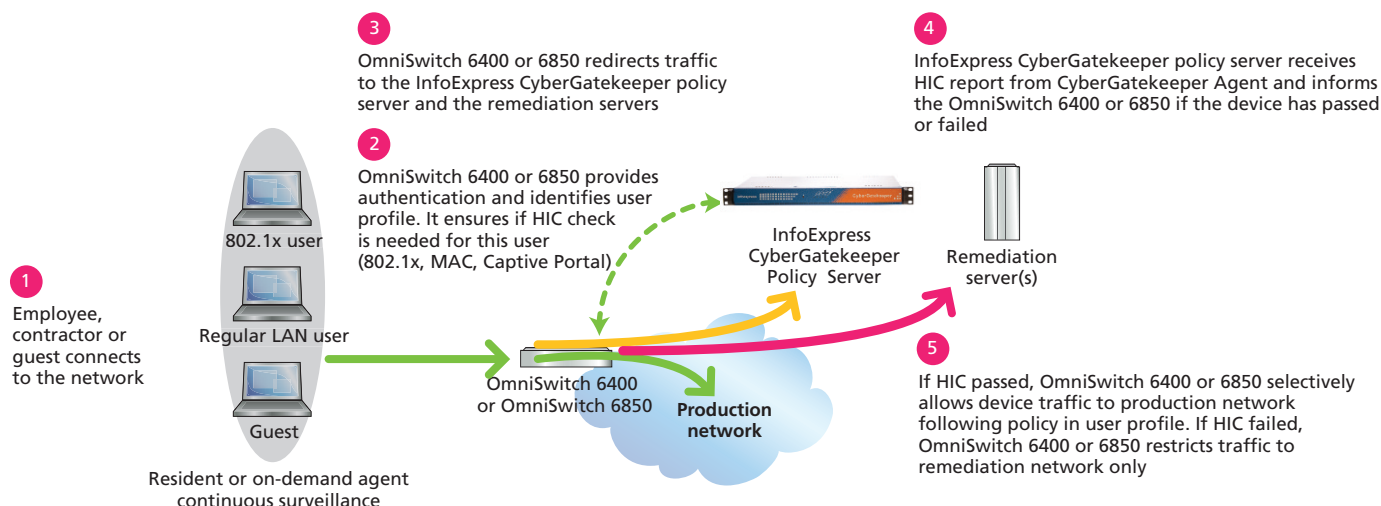 3
OmniSwitch 6400 or 6850 redirects traffic
to the InfoExpress CyberGatekeeper policy
server and the remediation servers
4
InfoExpress CyberGatekeeper policy server receives
HIC report from CyberGatekeeper Agent and informs
the OmniSwitch 6400 or 6850 if the device has passed
or failed
2
OmniSwitch 6400 or 6850 provides
authentication and identifies user
profile. It ensures if HIC check
is needed for this user
(802.1x, MAC, Captive Portal)
802.1x user
Regular LAN user
Guest
Resident or on-demand agent
continuous surveillance
1
Employee,
contractor or
guest connects
to the network
InfoExpress
CyberGatekeeper
Policy Server
Remediation
server(s)
OmniSwitch 6400
or OmniSwitch 6850
Production
network
5
If HIC passed, OmniSwitch 6400 or 6850 selectively
allows device traffic to production network
following policy in user profile. If HIC failed,
OmniSwitch 6400 or 6850 restricts traffic to
remediation network only